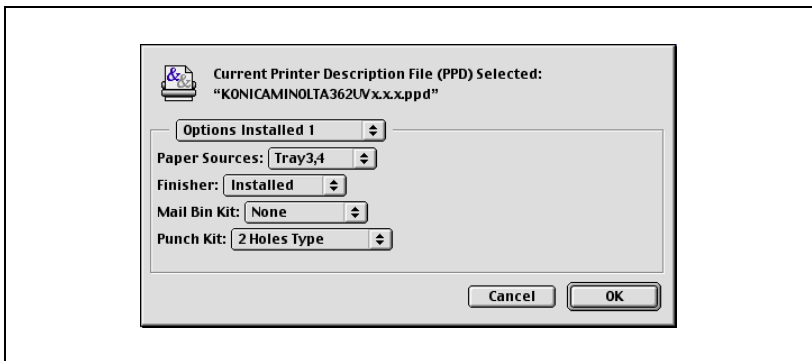 Current Printer Description File (PPD) Selected:
“KONICAMINOLTA362UVx.x.x.ppd”
Options Installed 1
Paper Sources: Tray3,4
Finisher: Installed
Mail Bin Kit: None
Punch Kit: 2 Holes Type
Cancel OK